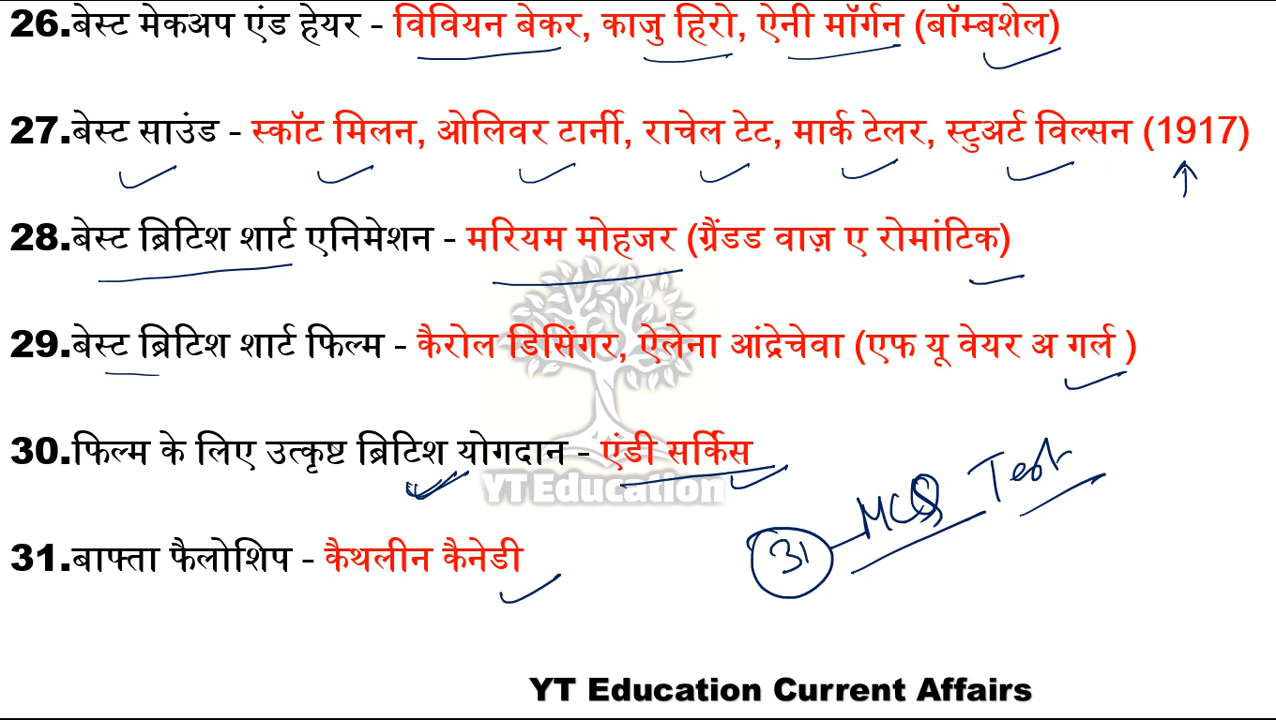 26.बेस्ट मेकअप एंड हेयर - विवियन बेकर, काजु हिरो, ऐनी मॉर्गन (बॉम्बशेल)
27.बेस्ट साउंड - स्कॉट मिलन, ओलिवर टार्नी, राचेल टेट, मार्क टेलर, स्टुअर्ट विल्सन (1917)
28.बेस्ट ब्रिटिश शार्ट एनिमेशन - मरियम मोहजर (ग्रैंडड वाज़ ए रोमांटिक)
29.बेस्ट ब्रिटिश शार्ट फिल्म - कैरोल डिसिंगर, ऐलेना आंद्रेचेवा (एफ यू वेयर अ गर्ल )
30.फिल्म के लिए उत्कृष्ट ब्रिटिश योगदान - एंडी सर्किस
YT Education
31 MCQ Test
31.बाफ्ता फैलोशिप - कैथलीन कैनेडी
YT Education Current Affairs